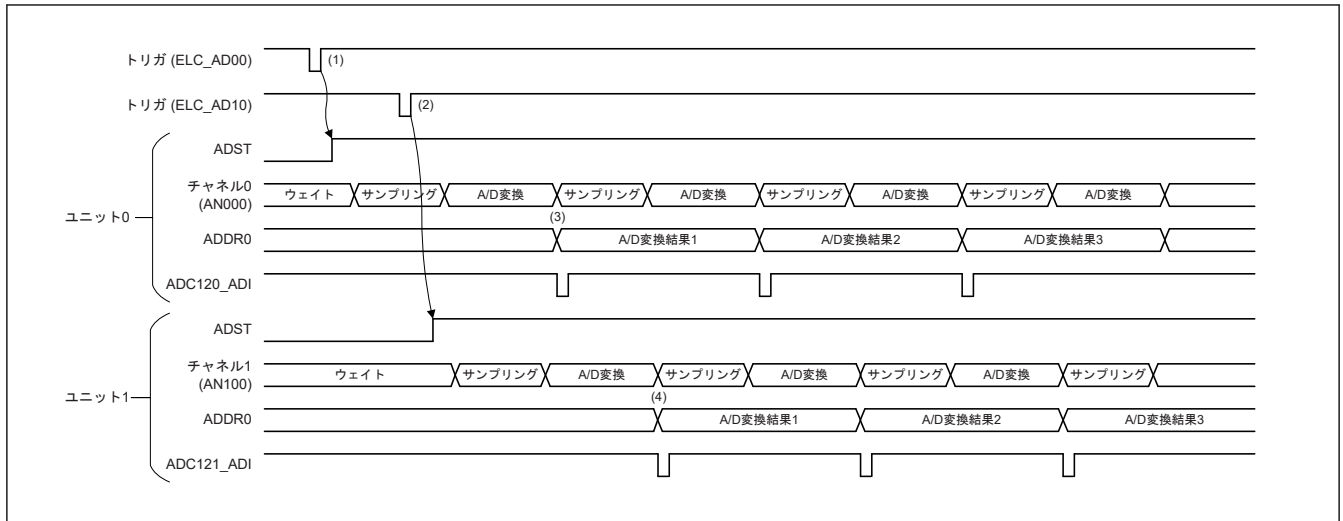 トリガ (ELC_AD00)
(1)
トリガ (ELC_AD10)
(2)
ユニット0
ADST
チャネル0
(AN000)
ウェイト サンプリング A/D変換 サンプリング A/D変換 サンプリング A/D変換 サンプリング A/D変換
(3)
ADDR0
A/D変換結果1 A/D変換結果2 A/D変換結果3
ADC120_ADI
ユニット1
ADST
チャネル1
(AN100)
ウェイト サンプリング A/D変換 サンプリング A/D変換 サンプリング A/D変換 サンプリング
(4)
ADDR0
A/D変換結果1 A/D変換結果2 A/D変換結果3
ADC121_ADI